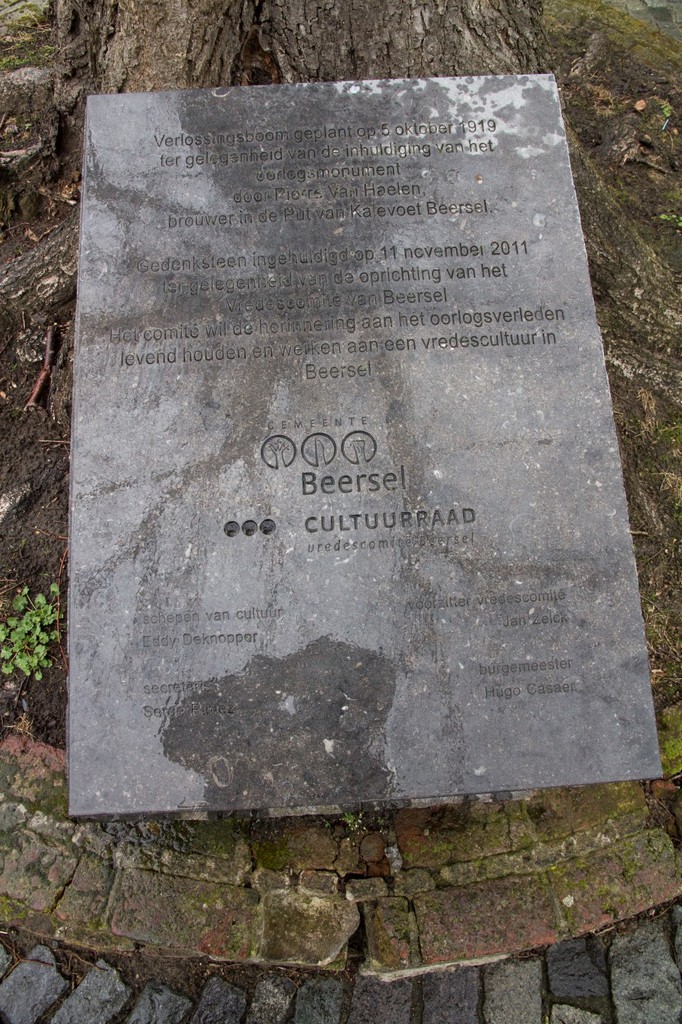 Verlossingsboom geplant op 5 oktober 1919
ter gelegenheid van de inhuldiging van het
oorlogsmonument
door Pierre Van Haelen,
brouwer in de Put van Kalevoet Beersel.
Gedenksteen ingehuldigd op 11 november 2011
ter gelegenheid van de oprichting van het
Vredescomité van Beersel
Het comité wil de herinnering aan het oorlogsverleden
levend houden en werken aan een vredescultuur in
Beersel
GEMEENTE
Beersel
CULTUURRAAD
vredescomité Beersel
schepen van cultuur
Eddy Deknopper
voorzitter vredescomité
Jan Zelck
secretaris
Serge
burgemeester
Hugo Casaer